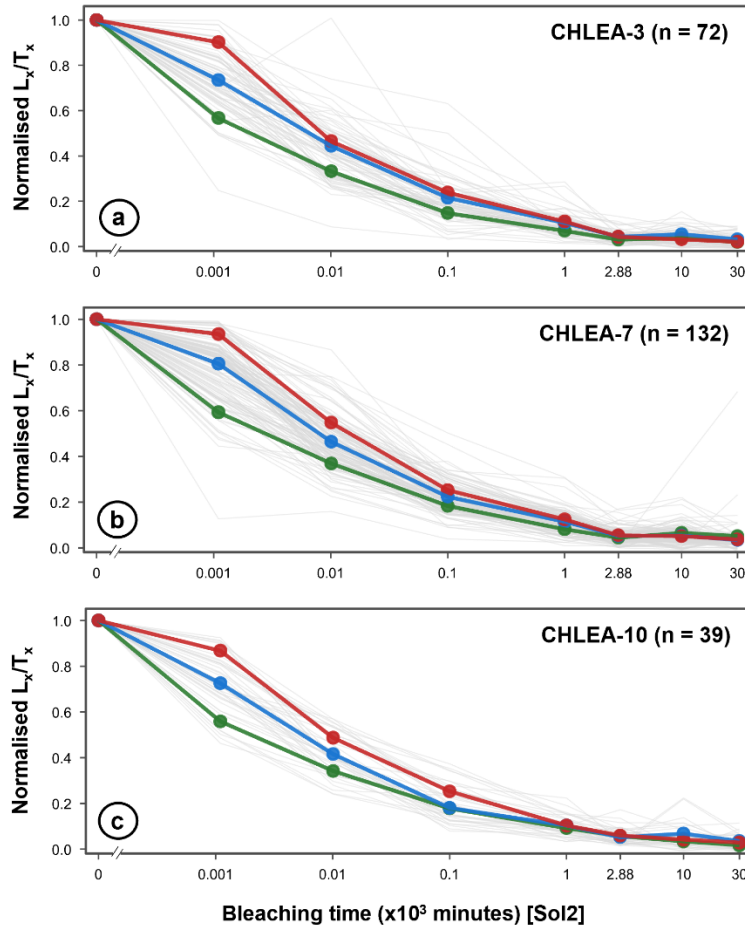 CHLEA-3 (n = 72)
Normalised Lₓ/Tₓ
1.0
0.8
0.6
0.4
0.2
0.0
a
0 0.001 0.01 0.1 1 2.88 10 30
CHLEA-7 (n = 132)
Normalised Lₓ/Tₓ
1.0
0.8
0.6
0.4
0.2
0.0
b
0 0.001 0.01 0.1 1 2.88 10 30
CHLEA-10 (n = 39)
Normalised Lₓ/Tₓ
1.0
0.8
0.6
0.4
0.2
0.0
c
0 0.001 0.01 0.1 1 2.88 10 30
Bleaching time (x10³ minutes) [Sol2]